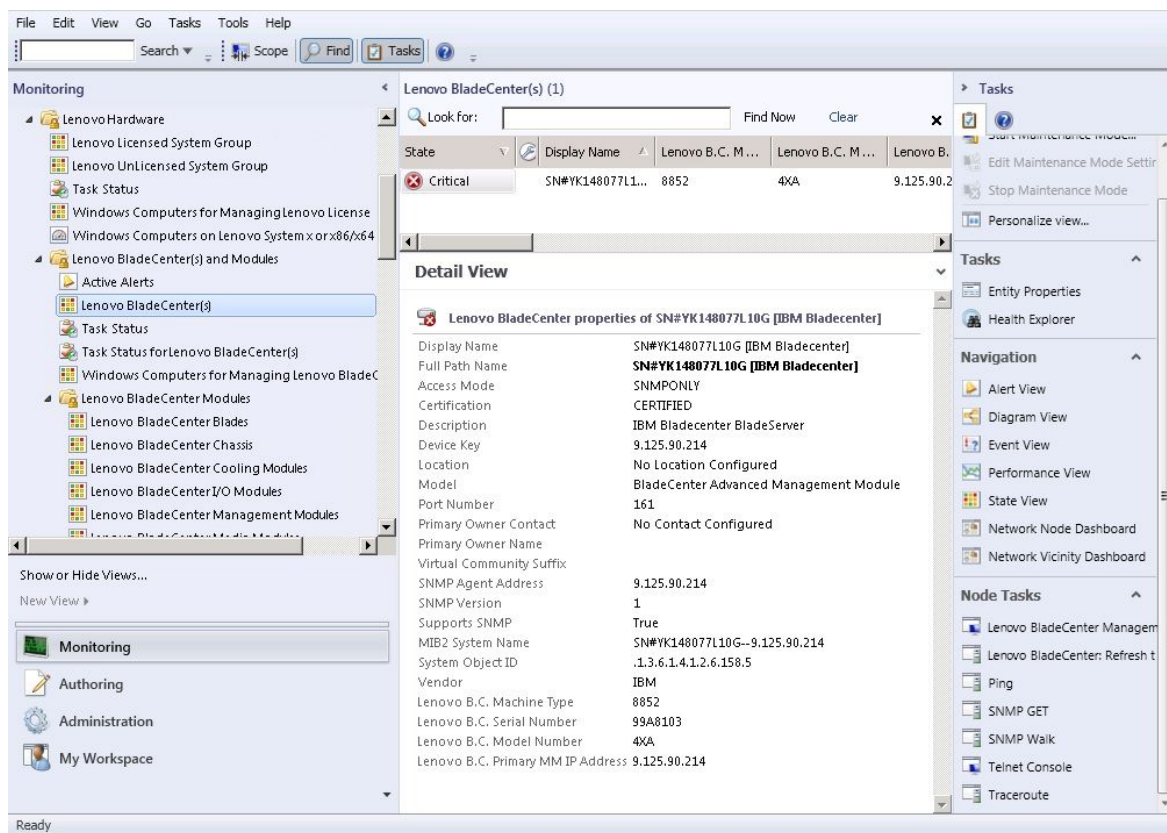 File Edit View Go Tasks Tools Help
Search Scope Find Tasks
Monitoring
Lenovo Hardware
Lenovo Licensed System Group
Lenovo UnLicensed System Group
Task Status
Windows Computers for Managing Lenovo License
Windows Computers on Lenovo System x or x86/x64
Lenovo BladeCenter(s) and Modules
Active Alerts
Lenovo BladeCenter(s)
Task Status
Task Status for Lenovo BladeCenter(s)
Windows Computers for Managing Lenovo BladeC
Lenovo BladeCenter Modules
Lenovo BladeCenter Blades
Lenovo BladeCenter Chassis
Lenovo BladeCenter Cooling Modules
Lenovo BladeCenter I/O Modules
Lenovo BladeCenter Management Modules
Show or Hide Views...
New View
Monitoring
Authoring
Administration
My Workspace
Lenovo BladeCenter(s) (1)
Look for: Find Now Clear
State Display Name Lenovo B.C. M... Lenovo B.C. M... Lenovo B.
Critical SN#YK148077L1... 8852 4XA 9.125.90.2
Detail View
Lenovo BladeCenter properties of SN#YK148077L10G [IBM Bladecenter]
Display Name SN#YK148077L10G [IBM Bladecenter]
Full Path Name SN#YK148077L10G [IBM Bladecenter]
Access Mode SNMPONLY
Certification CERTIFIED
Description IBM Bladecenter BladeServer
Device Key 9.125.90.214
Location No Location Configured
Model BladeCenter Advanced Management Module
Port Number 161
Primary Owner Contact No Contact Configured
Primary Owner Name
Virtual Community Suffix
SNMP Agent Address 9.125.90.214
SNMP Version 1
Supports SNMP True
MIB2 System Name SN#YK148077L10G--9.125.90.214
System Object ID .1.3.6.1.4.1.2.6.158.5
Vendor IBM
Lenovo B.C. Machine Type 8852
Lenovo B.C. Serial Number 99A8103
Lenovo B.C. Model Number 4XA
Lenovo B.C. Primary MM IP Address 9.125.90.214
Tasks
Start Maintenance Mode...
Edit Maintenance Mode Settin
Stop Maintenance Mode
Personalize view...
Tasks
Entity Properties
Health Explorer
Navigation
Alert View
Diagram View
Event View
Performance View
State View
Network Node Dashboard
Network Vicinity Dashboard
Node Tasks
Lenovo BladeCenter Managem
Lenovo BladeCenter: Refresh t
Ping
SNMP GET
SNMP Walk
Telnet Console
Traceroute
Ready